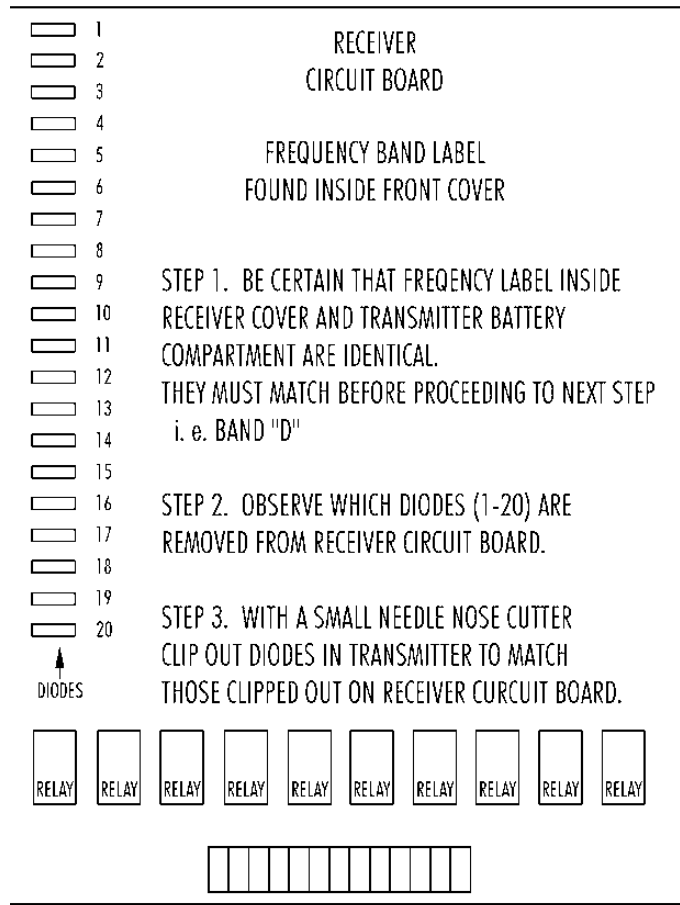 1
2
3
4
5
6
7
8
9
10
11
12
13
14
15
16
17
18
19
20
DIODES
RECEIVER
CIRCUIT BOARD
FREQUENCY BAND LABEL
FOUND INSIDE FRONT COVER
STEP 1. BE CERTAIN THAT FREQENCY LABEL INSIDE
RECEIVER COVER AND TRANSMITTER BATTERY
COMPARTMENT ARE IDENTICAL.
THEY MUST MATCH BEFORE PROCEEDING TO NEXT STEP
i. e. BAND "D"
STEP 2. OBSERVE WHICH DIODES (1-20) ARE
REMOVED FROM RECEIVER CIRCUIT BOARD.
STEP 3. WITH A SMALL NEEDLE NOSE CUTTER
CLIP OUT DIODES IN TRANSMITTER TO MATCH
THOSE CLIPPED OUT ON RECEIVER CURCUIT BOARD.
RELAY RELAY RELAY RELAY RELAY RELAY RELAY RELAY RELAY RELAY